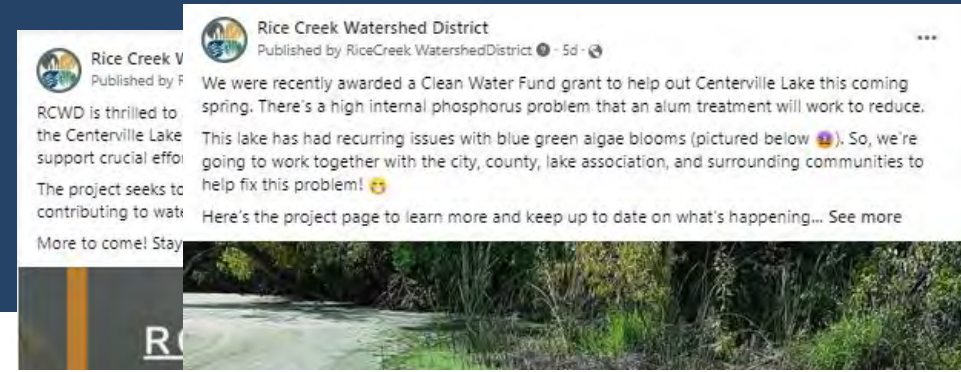 Rice Creek Watershed District
Published by RiceCreek WatershedDistrict · 5d ·
We were recently awarded a Clean Water Fund grant to help out Centerville Lake this coming
spring. There's a high internal phosphorus problem that an alum treatment will work to reduce.
This lake has had recurring issues with blue green algae blooms (pictured below 😨). So, we're
going to work together with the city, county, lake association, and surrounding communities to
help fix this problem! 😁
Here's the project page to learn more and keep up to date on what's happening... See more
Rice Creek W
Published by R
RCWD is thrilled to
the Centerville Lake
support crucial effo
The project seeks to
contributing to wate
More to come! Stay
RC